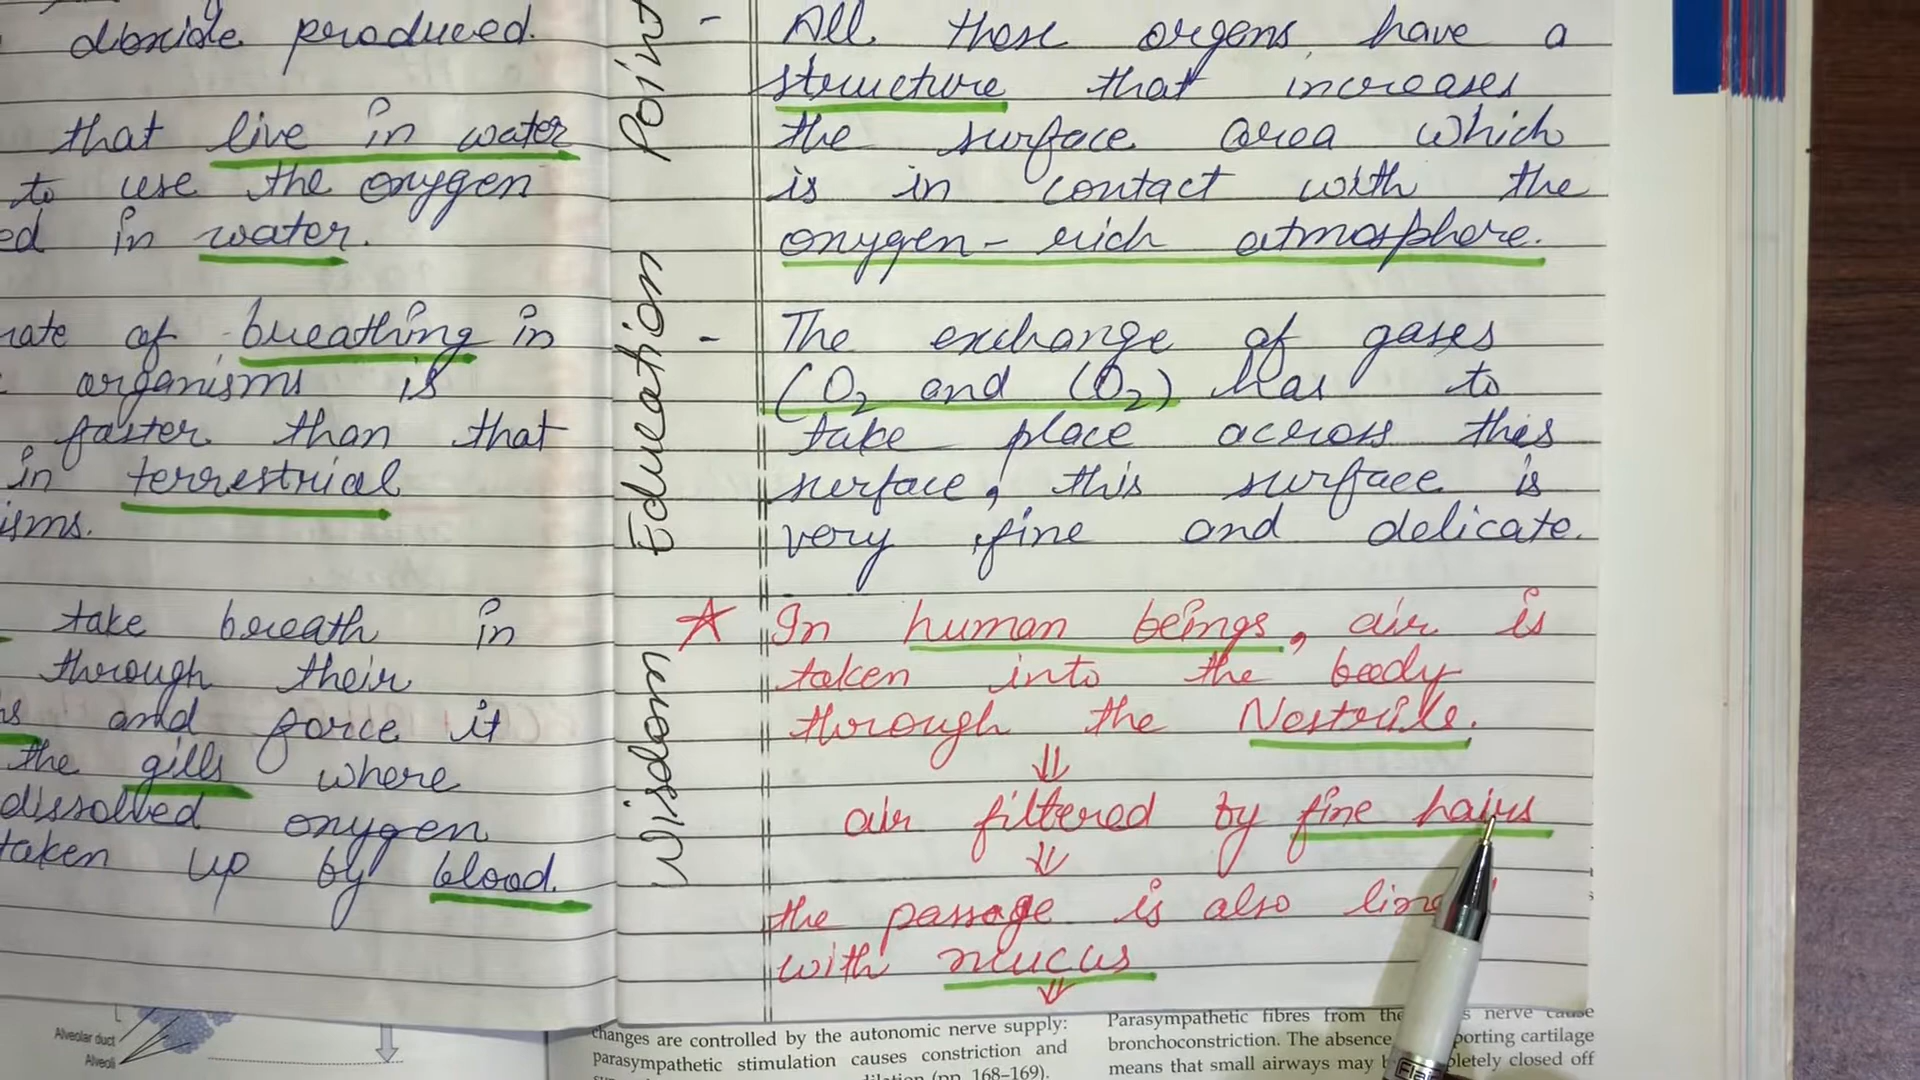 dioxide produced.
that live in water
to use the oxygen
ed in water.
rate of breathing in
organisms is
faster than that
in terrestrial
isms.
take breath in
through their
and force it
the gills where
dissolved oxygen
taken up by blood.
Wisdom Education Point
- All these organs have a
structure that increases
the surface area which
is in contact with the
oxygen-rich atmosphere.
- The exchange of gases
(O2 and CO2) has to
take place across this
surface, this surface is
very fine and delicate.
☆ In human beings, air is
taken into the body
through the Nostrils.
⇓
air filtered by fine hairs
⇓
the passage is also line
with mucus
⇓
Alveolar duct
Alveoli
changes are controlled by the autonomic nerve supply:
parasympathetic stimulation causes constriction and
(pp. 168–169).
Parasympathetic fibres from the s nerve cause
bronchoconstriction. The absence porting cartilage
means that small airways may b pletely closed off
Flair